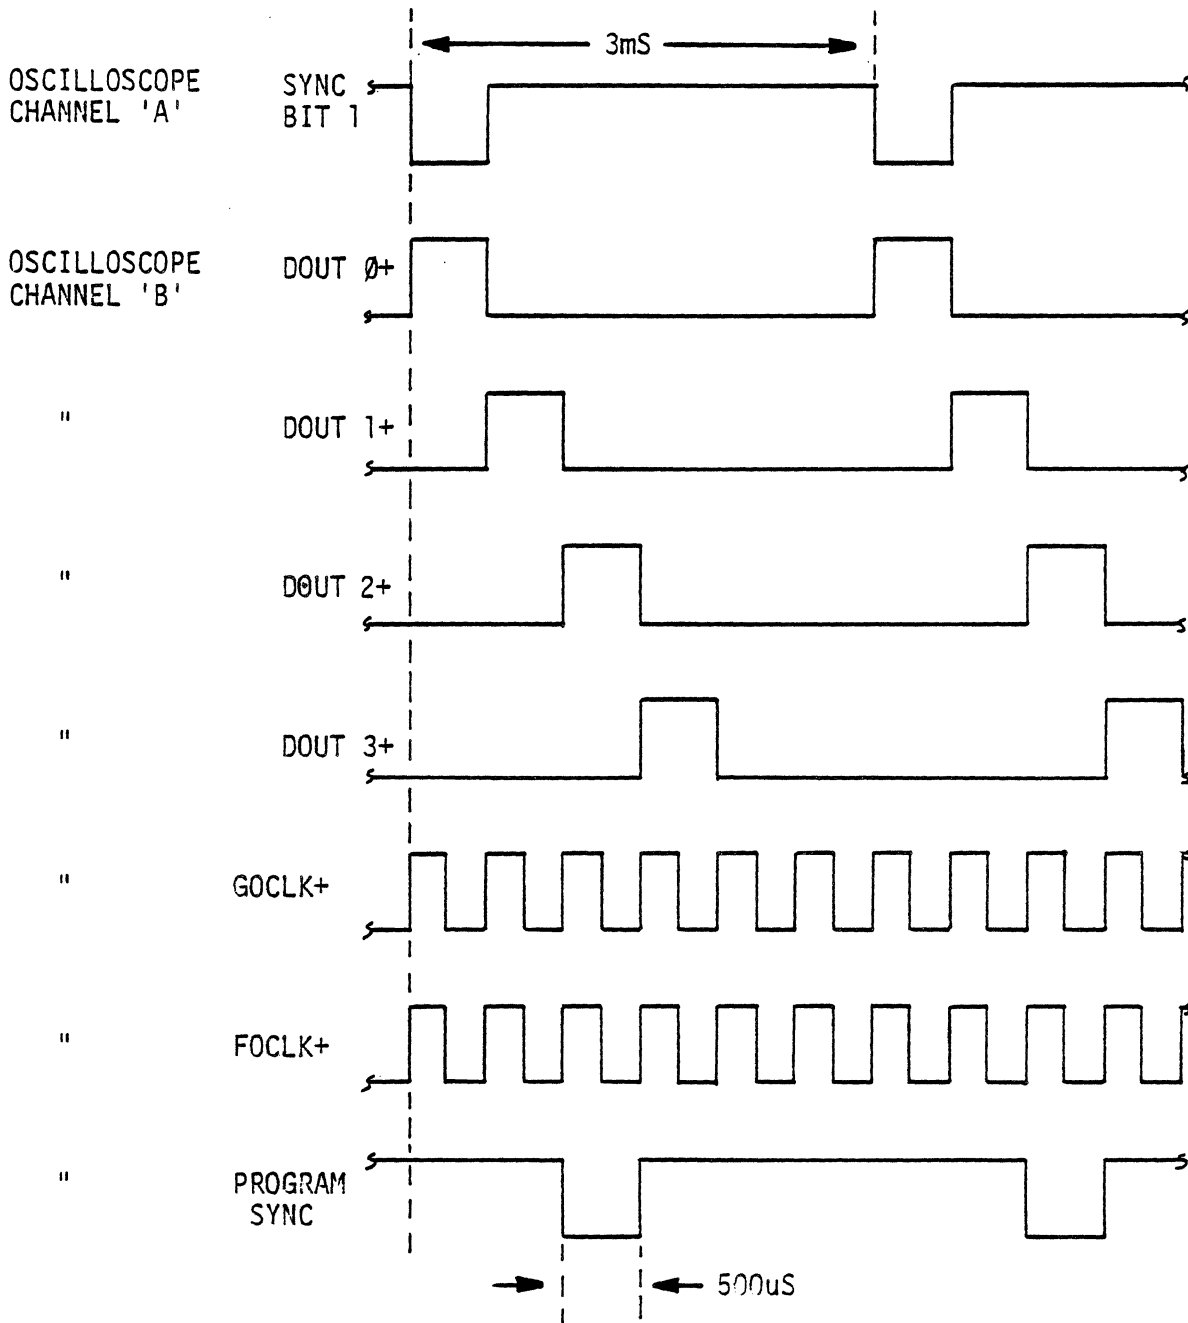 3mS
OSCILLOSCOPE CHANNEL 'A'
SYNC BIT 1
OSCILLOSCOPE CHANNEL 'B'
DOUT Ø+
" DOUT 1+
" DOUT 2+
" DOUT 3+
" GOCLK+
" FOCLK+
" PROGRAM SYNC
500uS